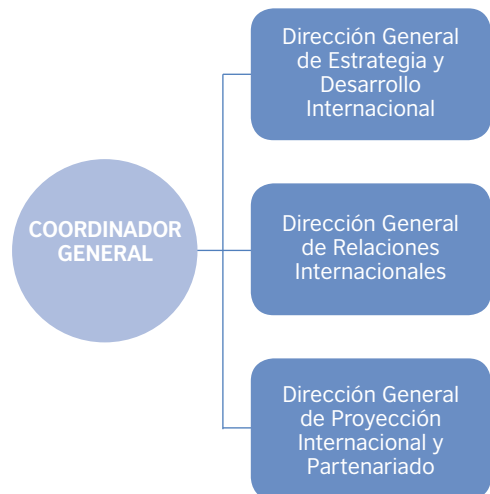 Dirección General
de Estrategia y
Desarrollo
Internacional
COORDINADOR
GENERAL
Dirección General
de Relaciones
Internacionales
Dirección General
de Proyección
Internacional y
Partenariado